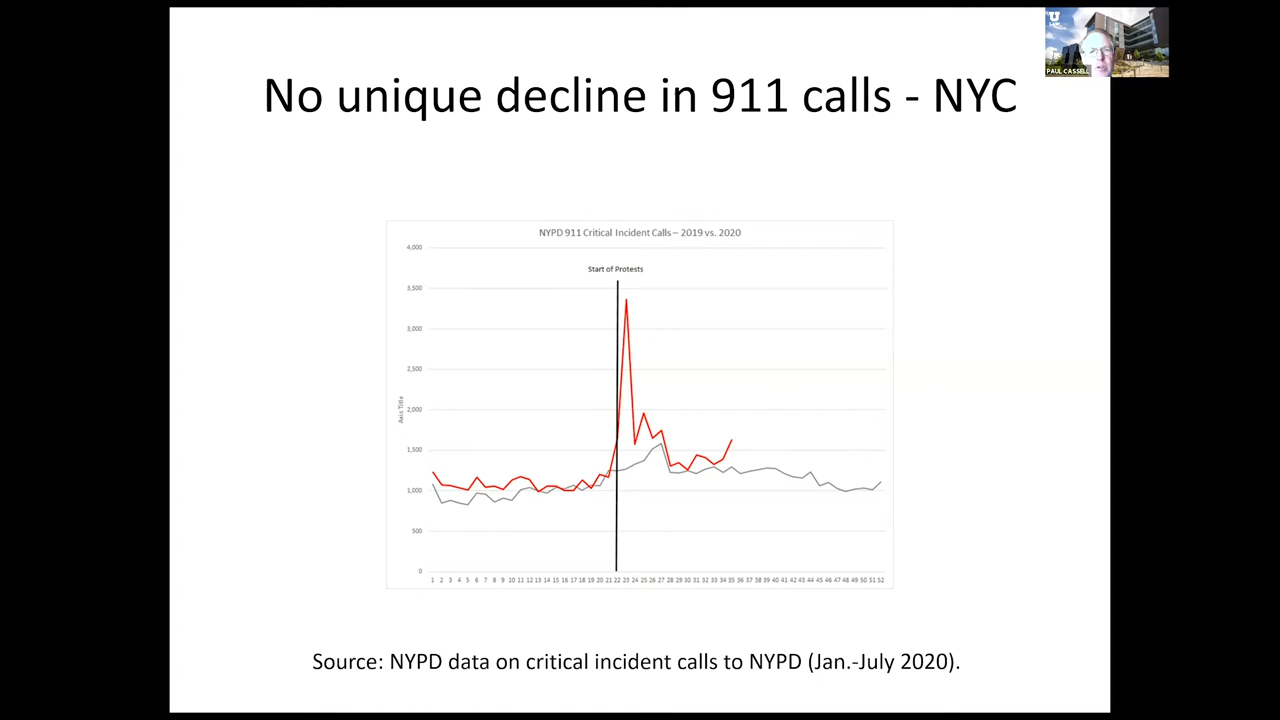 U
LAW
PAUL CASSELL
No unique decline in 911 calls - NYC
NYPD 911 Critical Incident Calls – 2019 vs. 2020
Start of Protests
4,000
3,500
3,000
2,500
2,000
1,500
1,000
500
0
Axis Title
1 2 3 4 5 6 7 8 9 10 11 12 13 14 15 16 17 18 19 20 21 22 23 24 25 26 27 28 29 30 31 32 33 34 35 36 37 38 39 40 41 42 43 44 45 46 47 48 49 50 51 52
Source: NYPD data on critical incident calls to NYPD (Jan.-July 2020).